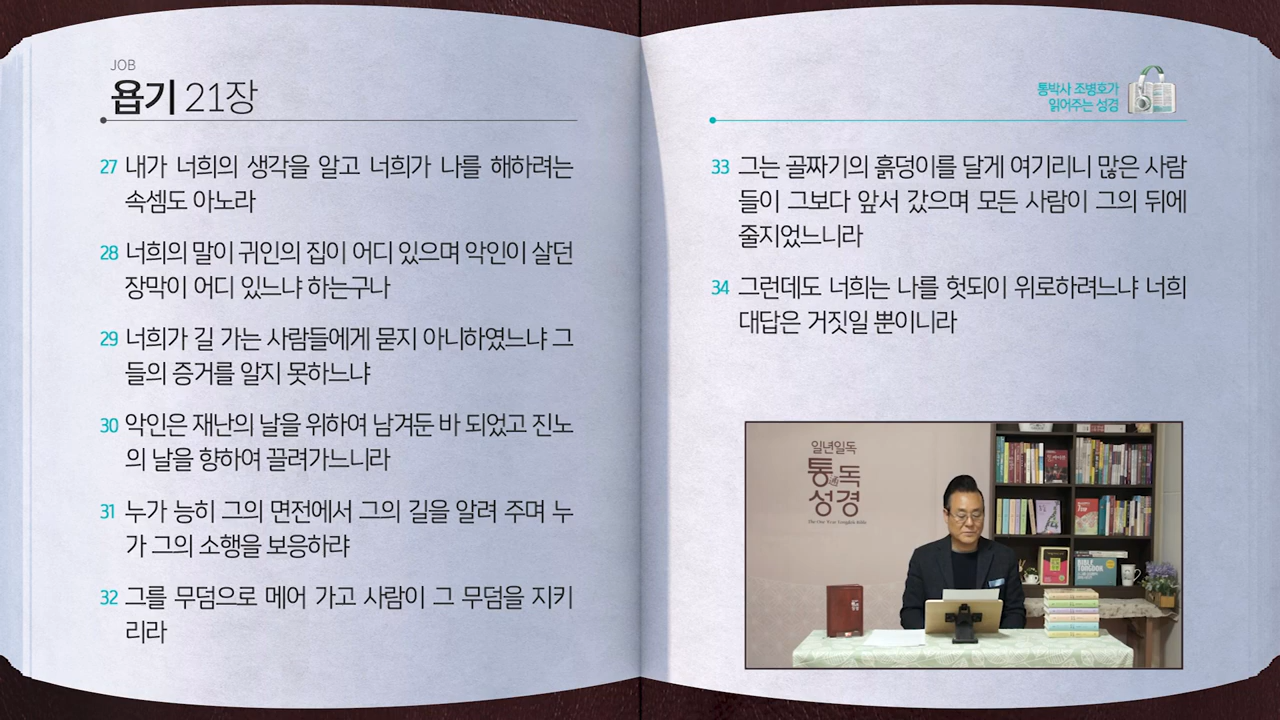 JOB
욥기 21장
27 내가 너희의 생각을 알고 너희가 나를 해하려는
속셈도 아노라
28 너희의 말이 귀인의 집이 어디 있으며 악인이 살던
장막이 어디 있느냐 하는구나
29 너희가 길 가는 사람들에게 묻지 아니하였느냐 그
들의 증거를 알지 못하느냐
30 악인은 재난의 날을 위하여 남겨둔 바 되었고 진노
의 날을 향하여 끌려가느니라
31 누가 능히 그의 면전에서 그의 길을 알려 주며 누
가 그의 소행을 보응하랴
32 그를 무덤으로 메어 가고 사람이 그 무덤을 지키
리라
통박사 조병호가
읽어주는 성경
33 그는 골짜기의 흙덩이를 달게 여기리니 많은 사람
들이 그보다 앞서 갔으며 모든 사람이 그의 뒤에
줄지었느니라
34 그런데도 너희는 나를 헛되이 위로하려느냐 너희
대답은 거짓일 뿐이니라
일년일독
통독
성경
The One Year Tongdok Bible
BIBLE
TONGDOK